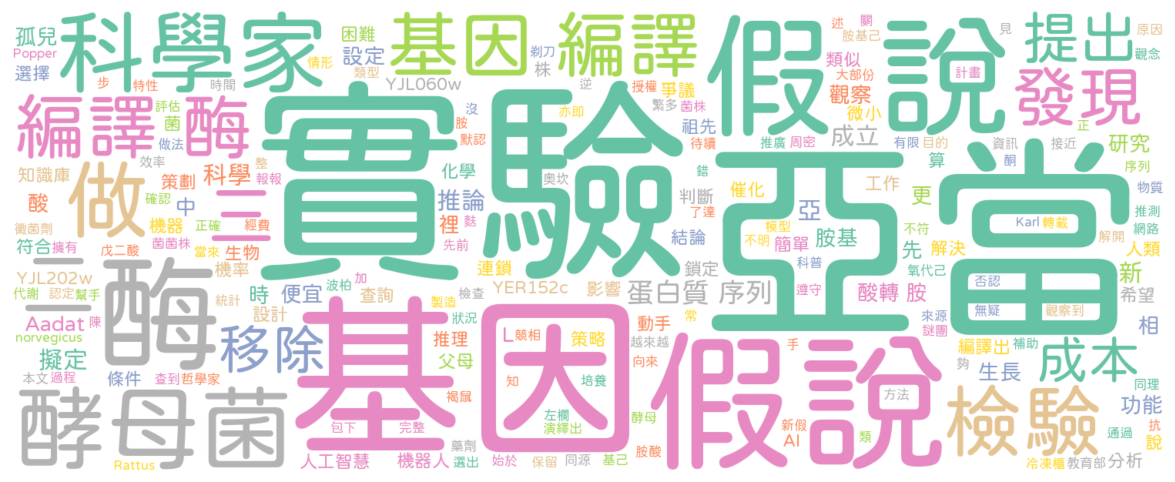 孤兒
Popper
選擇
科學家
困難
設定
情形
類型
基因
編譯
YJL060w
剃刀
株
逆
假說
述
關
胺基己
類似
大部份
觀察
微小
計畫
見
提出
原因
觀念
發現
步
特性
時間
編譯酶
評估
菌
做法
效率
實驗
沒
胺
默認
亦即
授權
爭議
繁多
菌株
祖先
待續
推廣
周密
成立
有限
目的
資訊
酮
接近
正
研究
序列
知識庫
做
策劃
科學
整
報報
化學
奧坎
錯
判斷
催化
工作
算
物質
酸
確認
中
推論
裡
麩
亞當
亞
更
Karl
轉載
推測
網路
黴菌劑
機器
正確
三
經費
先前
結論
了達
模型
不明
簡單
胺基
先
不符
解決
解開
人類
符合
擁有
菌菌株
戊二酸
當來
生物
機率
連鎖
鎖定
科普
氧代己
新
YJL202w
酶
波柏
加
YER152c
影響
蛋白質
序列
遵守
酸轉
胺
否認
希望
代謝
認定
幫手
統計
時
便宜
查詢
檢查
製造
狀況
常
來源
謎團
無疑
觀察到
相
Aadat
陳
norvegicus
設計
移除
基因
推理
L
競相
策略
動手
越來越
手
假說
編譯出
補助
成本
擬定
父母
向來
夠
生長
同理
本文
過程
條件
查到
哲學家
褐鼠
知
培養
方法
功能
酵母菌
左欄
演繹出
酵母
新假
AI
類
檢驗
抗
說
通過
包下
完整
藥劑
胺酸
Rattus
人工智慧
機器人
選出
始於
保留
同源
基己
冷凍櫃
教育部
分析